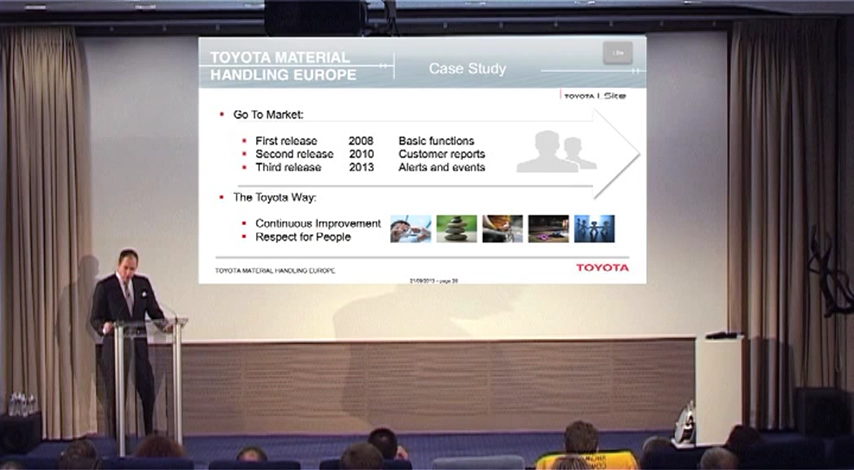 TOYOTA MATERIAL
HANDLING EUROPE
Case Study
TOYOTA I_Site
Go To Market:
First release 2008 Basic functions
Second release 2010 Customer reports
Third release 2013 Alerts and events
The Toyota Way:
Continuous Improvement
Respect for People
TOYOTA MATERIAL HANDLING EUROPE
TOYOTA
page 26